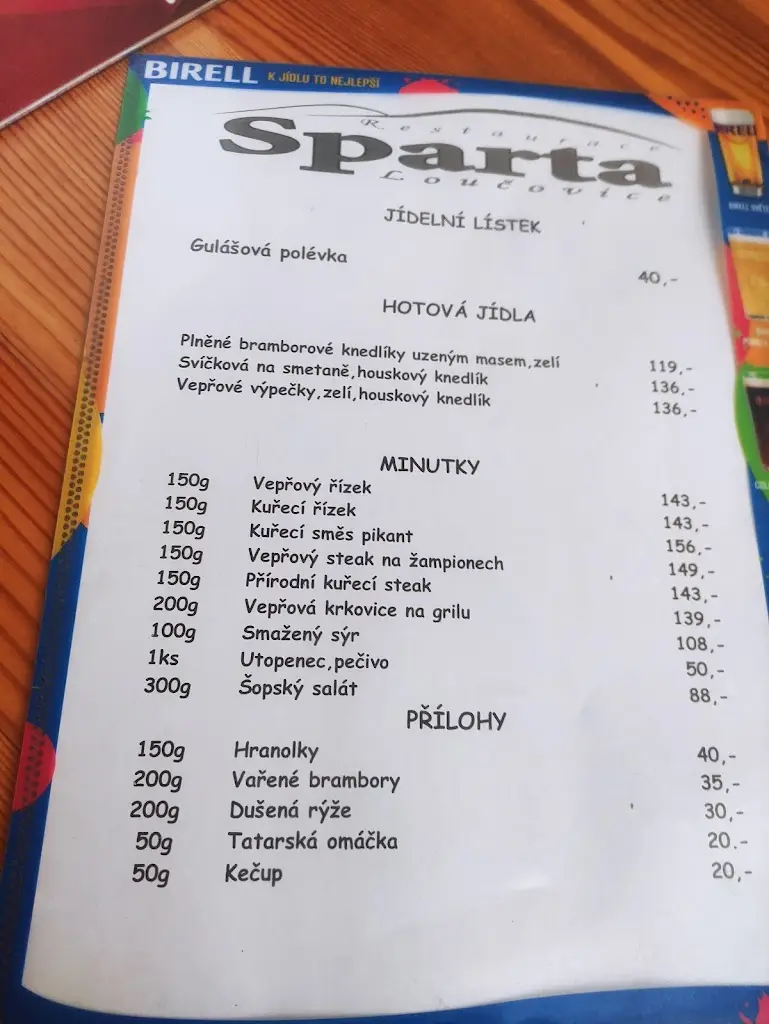 BIRELL K JÍDLU TO NEJLEPŠÍ
Restaurace
Sparta
Loučovice
JÍDELNÍ LÍSTEK
Gulášová polévka 40,-
HOTOVÁ JÍDLA
Plněné bramborové knedlíky uzeným masem,zelí 119,-
Svíčková na smetaně,houskový knedlík 136,-
Vepřové výpečky,zelí,houskový knedlík 136,-
MINUTKY
150g Vepřový řízek 143,-
150g Kuřecí řízek 143,-
150g Kuřecí směs pikant 156,-
150g Vepřový steak na žampionech 149,-
150g Přírodní kuřecí steak 143,-
200g Vepřová krkovice na grilu 139,-
100g Smažený sýr 108,-
1ks Utopenec,pečivo 50,-
300g Šopský salát 88,-
PŘÍLOHY
150g Hranolky 40,-
200g Vařené brambory 35,-
200g Dušená rýže 30,-
50g Tatarská omáčka 20.-
50g Kečup 20,-